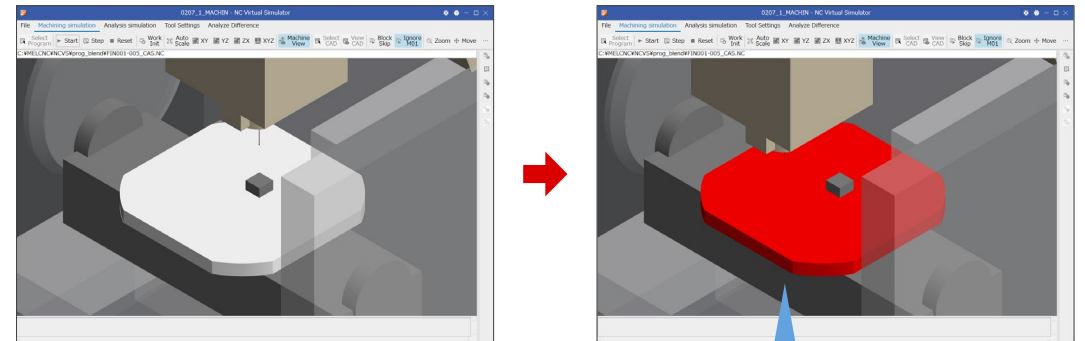 0207_1_MACHIN - NC Virtual Simulator
File Machining simulation Analysis simulation Tool Settings Analyze Difference
Select Program Start Step Reset Work Init Auto Scale XY YZ ZX XYZ Machine View Select CAD View CAD Block Skip Ignore M01 Zoom Move ...
C:¥MELCNC¥NCVS¥prog_blend¥FIN001-005_CAS.NC
0207_1_MACHIN - NC Virtual Simulator
File Machining simulation Analysis simulation Tool Settings Analyze Difference
Select Program Start Step Reset Work Init Auto Scale XY YZ ZX XYZ Machine View Select CAD View CAD Block Skip Ignore M01 Zoom Move ...
C:¥MELCNC¥NCVS¥prog_blend¥FIN001-005_CAS.NC